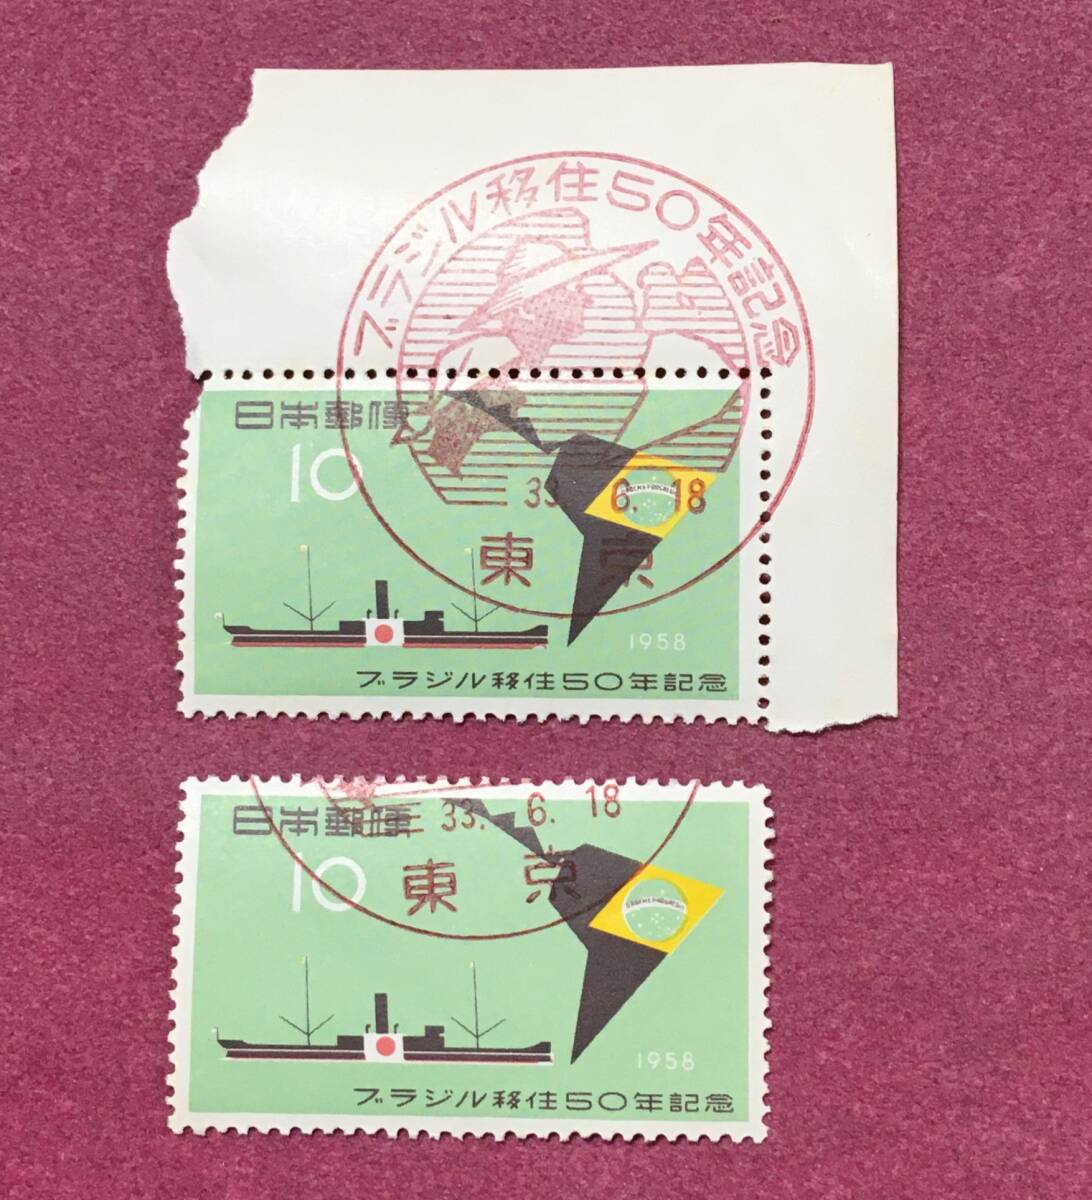 ブラジル移住50年記念
日本郵便
10
33. 6. 18
東京
1958
ブラジル移住50年記念
日本郵便
33. 6. 18
10
東京
1958
ブラジル移住50年記念